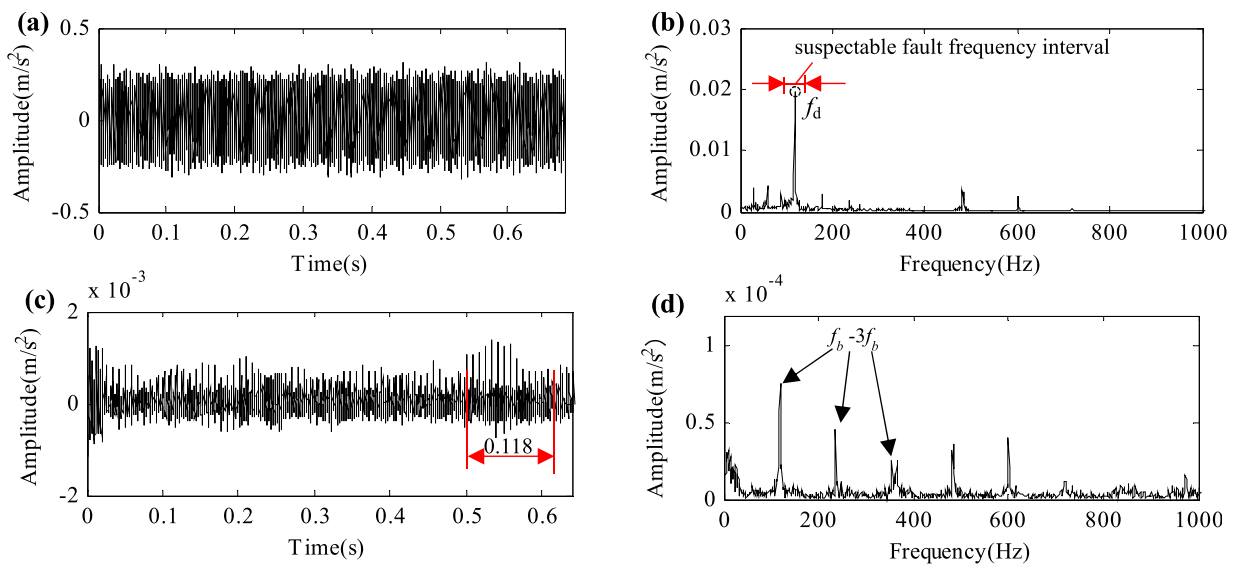 (a)
0.5
0
-0.5
Amplitude(m/s²)
0 0.1 0.2 0.3 0.4 0.5 0.6
Time(s)
(b)
0.03
0.02
0.01
0
Amplitude(m/s²)
suspectable fault frequency interval
f_d
0 200 400 600 800 1000
Frequency(Hz)
(c)
x 10⁻³
2
0
-2
Amplitude(m/s²)
0.118
0 0.1 0.2 0.3 0.4 0.5 0.6
Time(s)
(d)
x 10⁻⁴
1
0.5
0
Amplitude(m/s²)
f_b -3f_b
0 200 400 600 800 1000
Frequency(Hz)